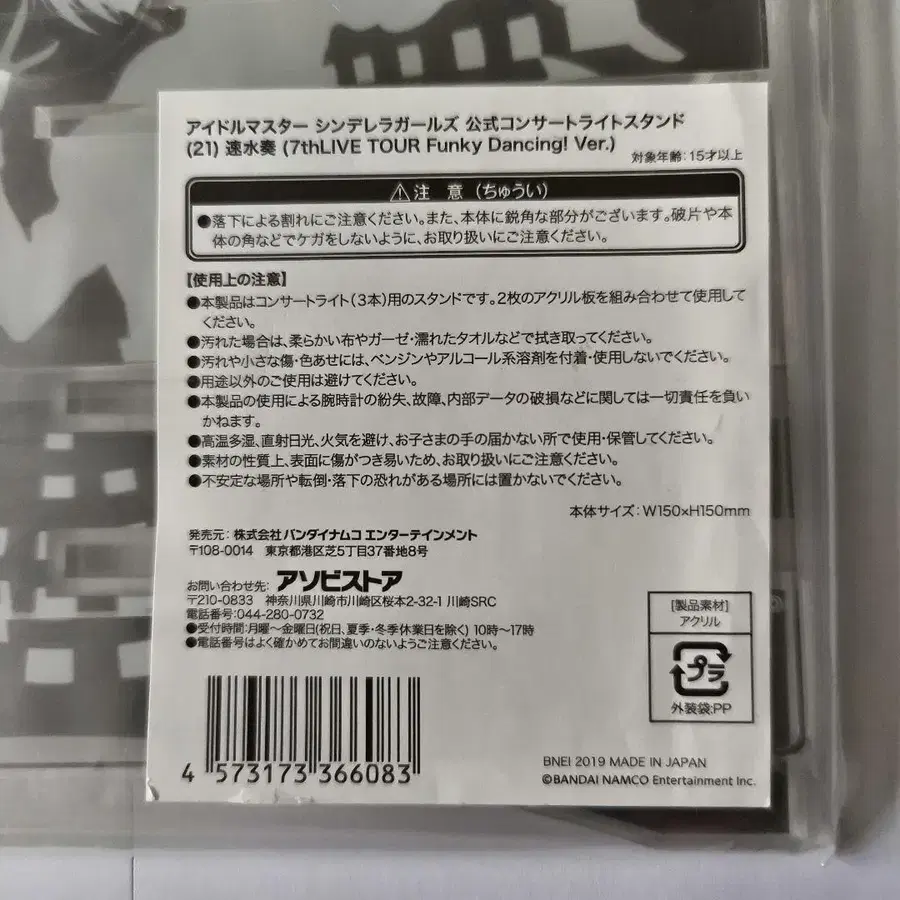 アイドルマスター シンデレラガールズ 公式コンサートライトスタンド
(21) 速水奏 (7thLIVE TOUR Funky Dancing! Ver.)
対象年齢:15才以上
⚠注 意 (ちゅうい)
●落下による割れにご注意ください。また、本体に鋭角な部分がございます。破片や本
体の角などでケガをしないように、お取り扱いにご注意ください。
【使用上の注意】
●本製品はコンサートライト(3本)用のスタンドです。2枚のアクリル板を組み合わせて使用して
ください。
●汚れた場合は、柔らかい布やガーゼ・濡れたタオルなどで拭き取ってください。
●汚れや小さな傷・色あせには、ベンジンやアルコール系溶剤を付着・使用しないでください。
●用途以外のご使用は避けてください。
●本製品の使用による腕時計の紛失、故障、内部データの破損などに関しては一切責任を負い
かねます。
●高温多湿、直射日光、火気を避け、お子さまの手の届かない所で使用・保管してください。
●素材の性質上、表面に傷がつき易いため、お取り扱いにご注意ください。
●不安定な場所や転倒・落下の恐れがある場所には置かないでください。
本体サイズ:W150×H150mm
発売元:株式会社 バンダイナムコ エンターテインメント
〒108-0014 東京都港区芝5丁目37番地8号
お問い合わせ先: アソビストア
〒210-0833 神奈川県川崎市川崎区桜本2-32-1 川崎SRC
電話番号:044-280-0732
●受付時間:月曜～金曜日(祝日、夏季・冬季休業日を除く) 10時～17時
●電話番号はよく確かめてお間違いのないようご注意ください。
[製品素材]
アクリル
プラ
外装袋:PP
4 573173 366083
BNEI 2019 MADE IN JAPAN
©BANDAI NAMCO Entertainment Inc.